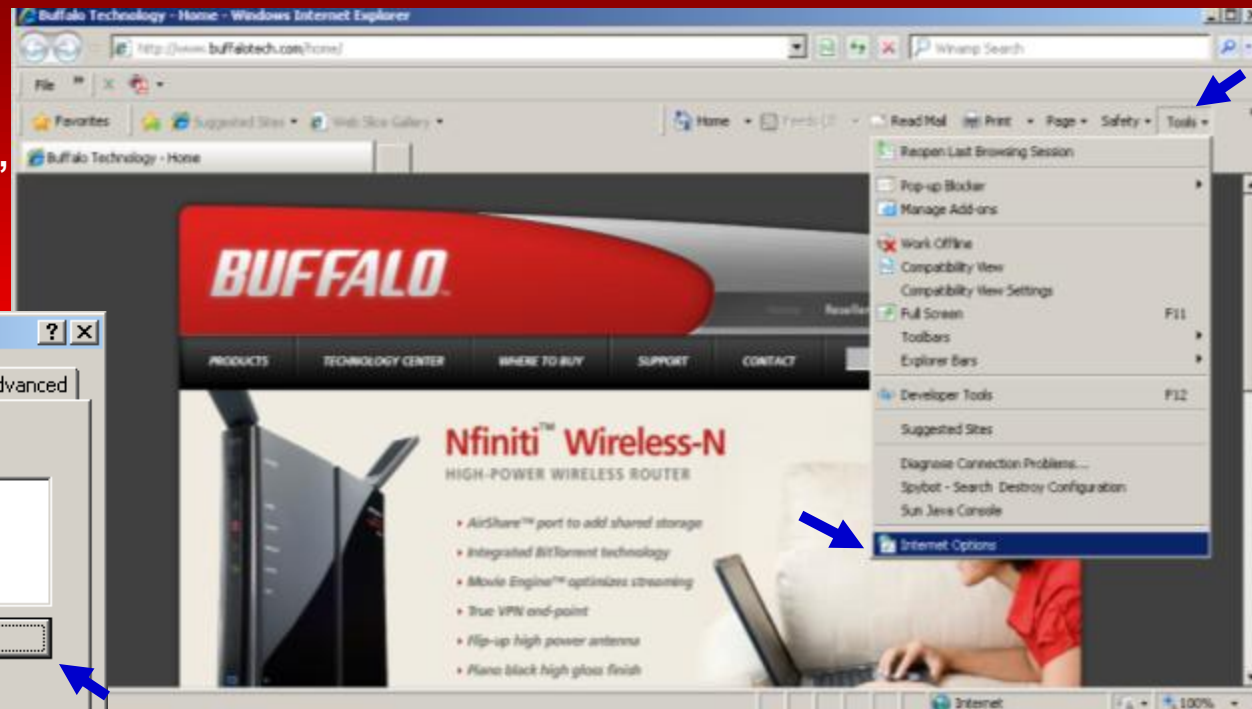 Buffalo Technology - Home - Windows Internet Explorer
http://www.buffalotech.com/home/
Winamp Search
File
Favorites
Suggested Sites
Web Slice Gallery
Home
Read Mail
Print
Page
Safety
Tools
,
Buffalo Technology - Home
Reopen Last Browsing Session
Pop-up Blocker
Manage Add-ons
Work Offline
Compatibility View
Compatibility View Settings
Full Screen F11
Toolbars
Explorer Bars
Developer Tools F12
Suggested Sites
Diagnose Connection Problems...
Spybot - Search Destroy Configuration
Sun Java Console
Internet Options
BUFFALO
PRODUCTS TECHNOLOGY CENTER WHERE TO BUY SUPPORT CONTACT
dvanced
Nfiniti™ Wireless-N
HIGH-POWER WIRELESS ROUTER
AirShare™ port to add shared storage
Integrated BitTorrent technology
Movie Engine™ optimizes streaming
True VPN end-point
Flip-up high power antenna
Piano black high gloss finish
Internet
100%